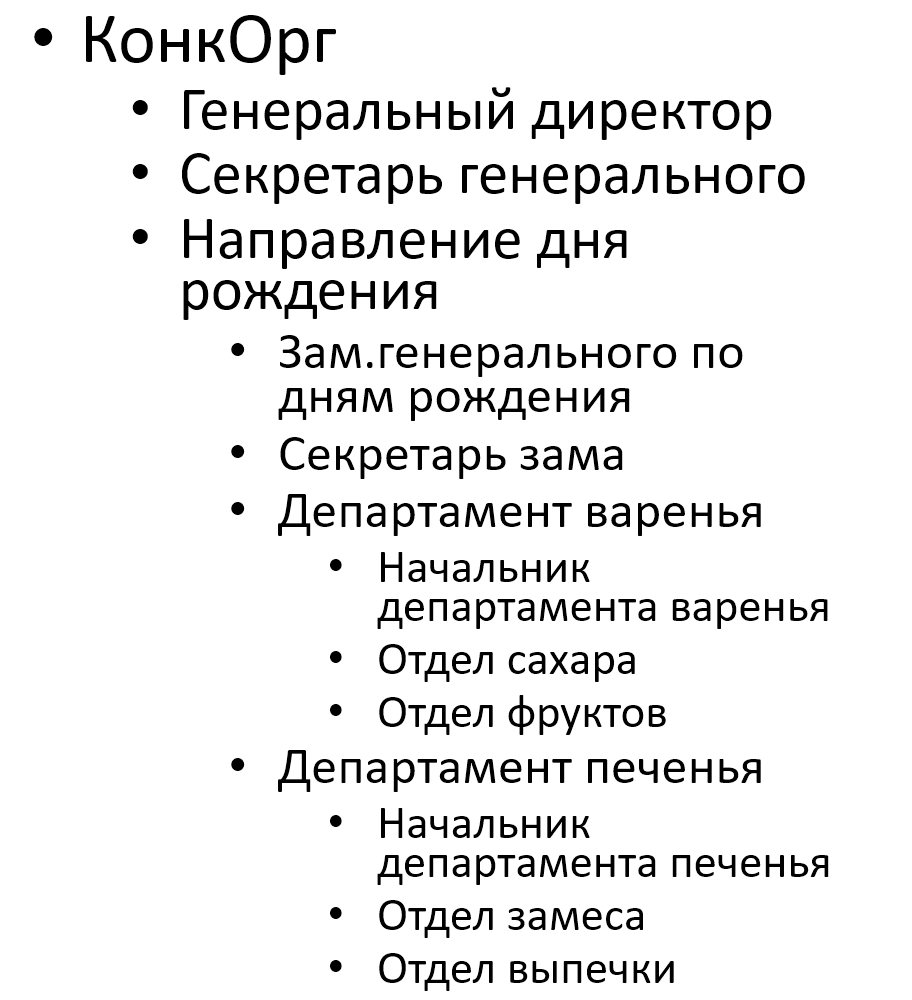 • КонкОрг
• Генеральный директор
• Секретарь генерального
• Направление дня
рождения
• Зам.генерального по
дням рождения
• Секретарь зама
• Департамент варенья
• Начальник
департамента варенья
• Отдел сахара
• Отдел фруктов
• Департамент печенья
• Начальник
департамента печенья
• Отдел замеса
• Отдел выпечки